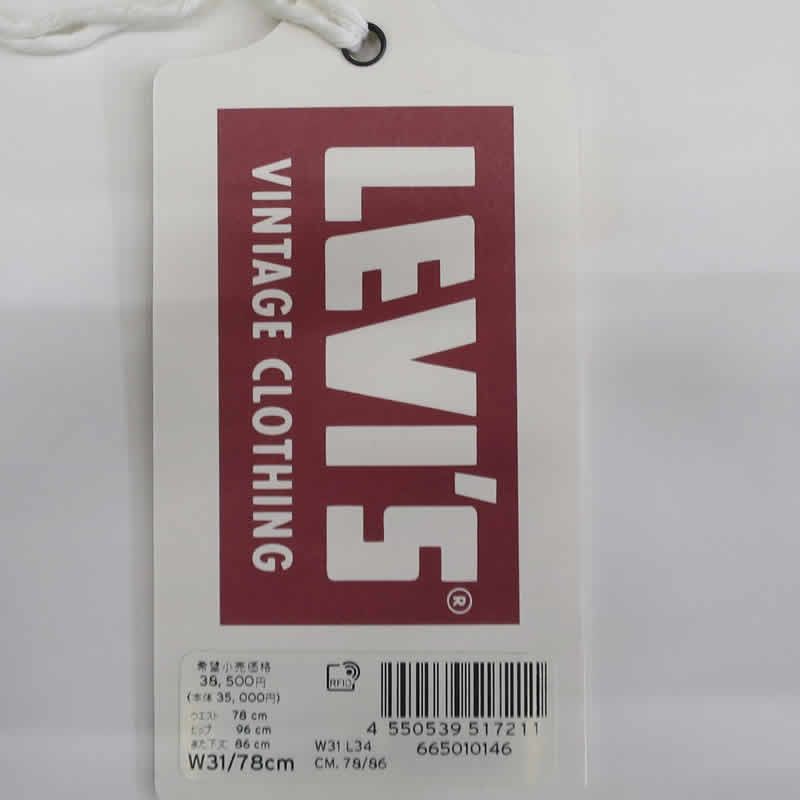 LEVI'S®
VINTAGE CLOTHING
希望小売価格
38,500円
(本体 35,000円)
ウエスト 78 cm
ヒップ 96 cm
また下丈 86 cm
W31/78cm
RFID
W31 L34
CM. 78/86
4 550539 517211
665010146